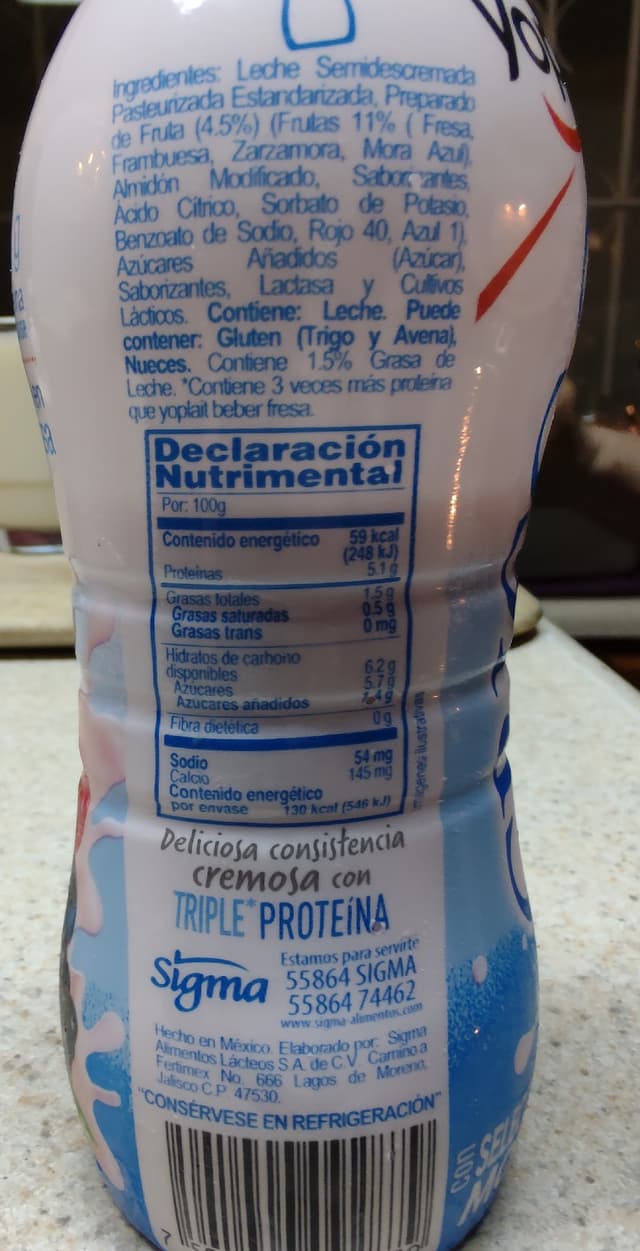 Yop
Ingredientes: Leche Semidescremada
Pasteurizada Estandarizada, Preparado
de Fruta (4.5%) (Frutas 11% ( Fresa,
Frambuesa, Zarzamora, Mora Azul),
Almidón Modificado, Saborizantes,
Ácido Cítrico, Sorbato de Potasio,
Benzoato de Sodio, Rojo 40, Azul 1),
Azúcares Añadidos (Azúcar),
Saborizantes, Lactasa y Cultivos
Lácticos. Contiene: Leche. Puede
contener: Gluten (Trigo y Avena),
Nueces. Contiene 1.5% Grasa de
Leche. *Contiene 3 veces más proteína
que yoplait beber fresa.
Declaración
Nutrimental
Por: 100g
Contenido energético 59 kcal
(248 kJ)
Proteínas 5.1 g
Grasas totales 1.5 g
Grasas saturadas 0.5 g
Grasas trans 0 mg
Hidratos de carbono
disponibles 6.2 g
Azúcares 5.7 g
Azúcares añadidos
Fibra dietética 0 g
Sodio 54 mg
Calcio 145 mg
Contenido energético
por envase 130 kcal (546 kJ)
Imágenes ilustrativas
Deliciosa consistencia
cremosa con
TRIPLE* PROTEÍNA
Sigma
Estamos para servirte
55864 SIGMA
55864 74462
www.sigma-alimentos.com
Hecho en México. Elaborado por: Sigma
Alimentos Lácteos S.A. de C.V. Camino a
Fertimex No. 666 Lagos de Moreno,
Jalisco C.P. 47530.
"CONSÉRVESE EN REFRIGERACIÓN"
con
7